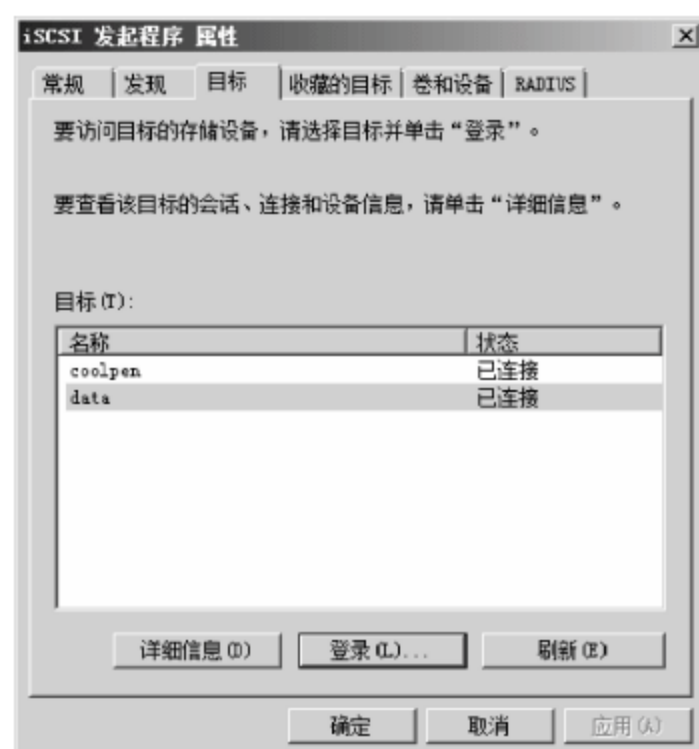 iSCSI 发起程序 属性
常规 发现 目标 收藏的目标 卷和设备 RADIUS
要访问目标的存储设备，请选择目标并单击“登录”。
要查看该目标的会话、连接和设备信息，请单击“详细信息”。
目标(T):
名称 状态
coolpen 已连接
data 已连接
详细信息(D) 登录(L)... 刷新(E)
确定 取消 应用(A)